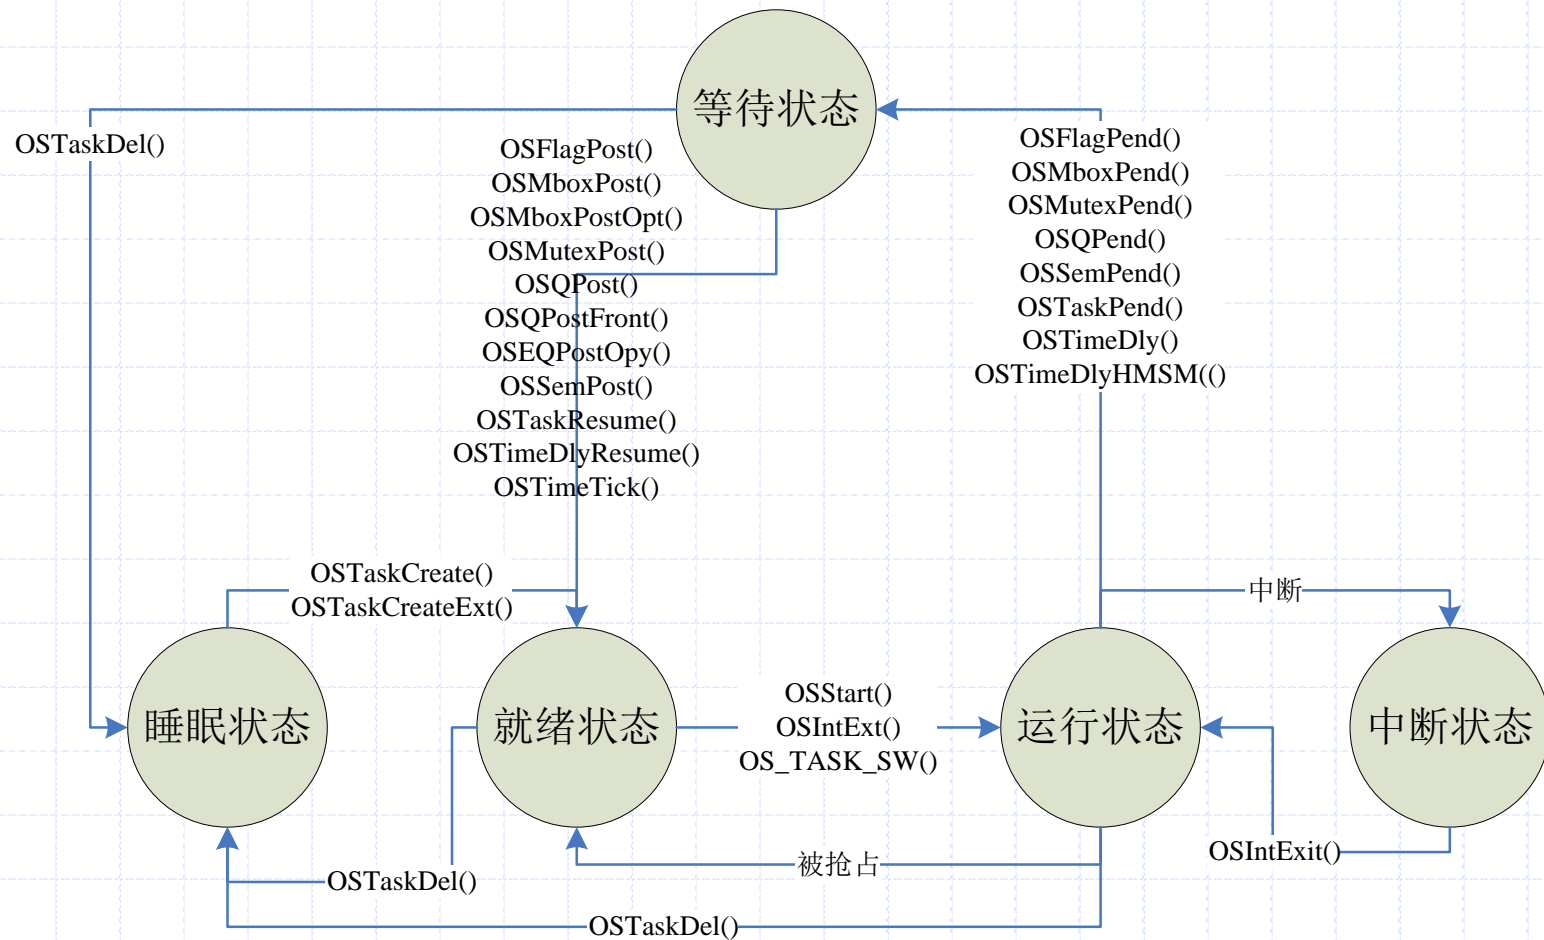 等待状态
OSTaskDel()
OSFlagPost()
OSMboxPost()
OSMboxPostOpt()
OSMutexPost()
OSQPost()
OSQPostFront()
OSEQPostOpy()
OSSemPost()
OSTaskResume()
OSTimeDlyResume()
OSTimeTick()
OSFlagPend()
OSMboxPend()
OSMutexPend()
OSQPend()
OSSemPend()
OSTaskPend()
OSTimeDly()
OSTimeDlyHMSM(()
OSTaskCreate()
OSTaskCreateExt()
中断
睡眠状态
就绪状态
OSStart()
OSIntExt()
OS_TASK_SW()
运行状态
中断状态
OSTaskDel()
被抢占
OSIntExit()
OSTaskDel()